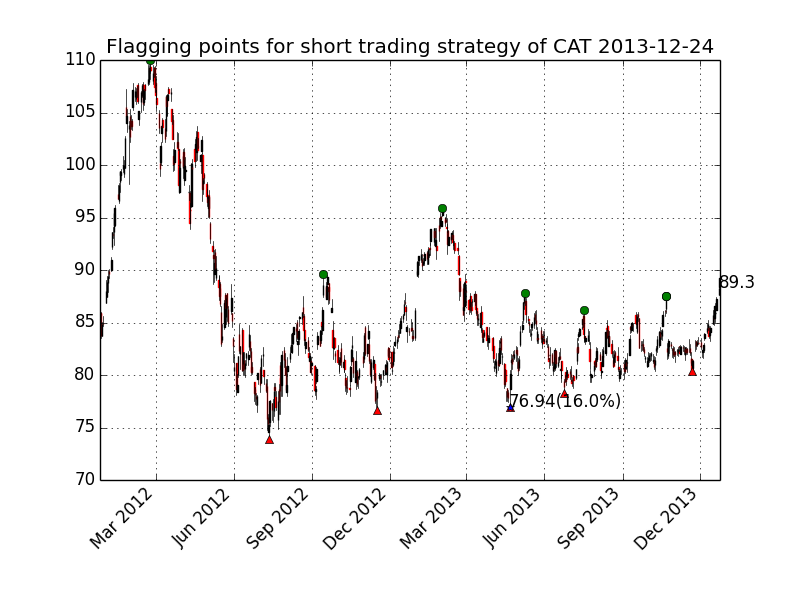 Flagging points for short trading strategy of CAT 2013-12-24
110
105
100
95
90
89.3
85
80
76.94(16.0%)
75
70
Mar 2012
Jun 2012
Sep 2012
Dec 2012
Mar 2013
Jun 2013
Sep 2013
Dec 2013